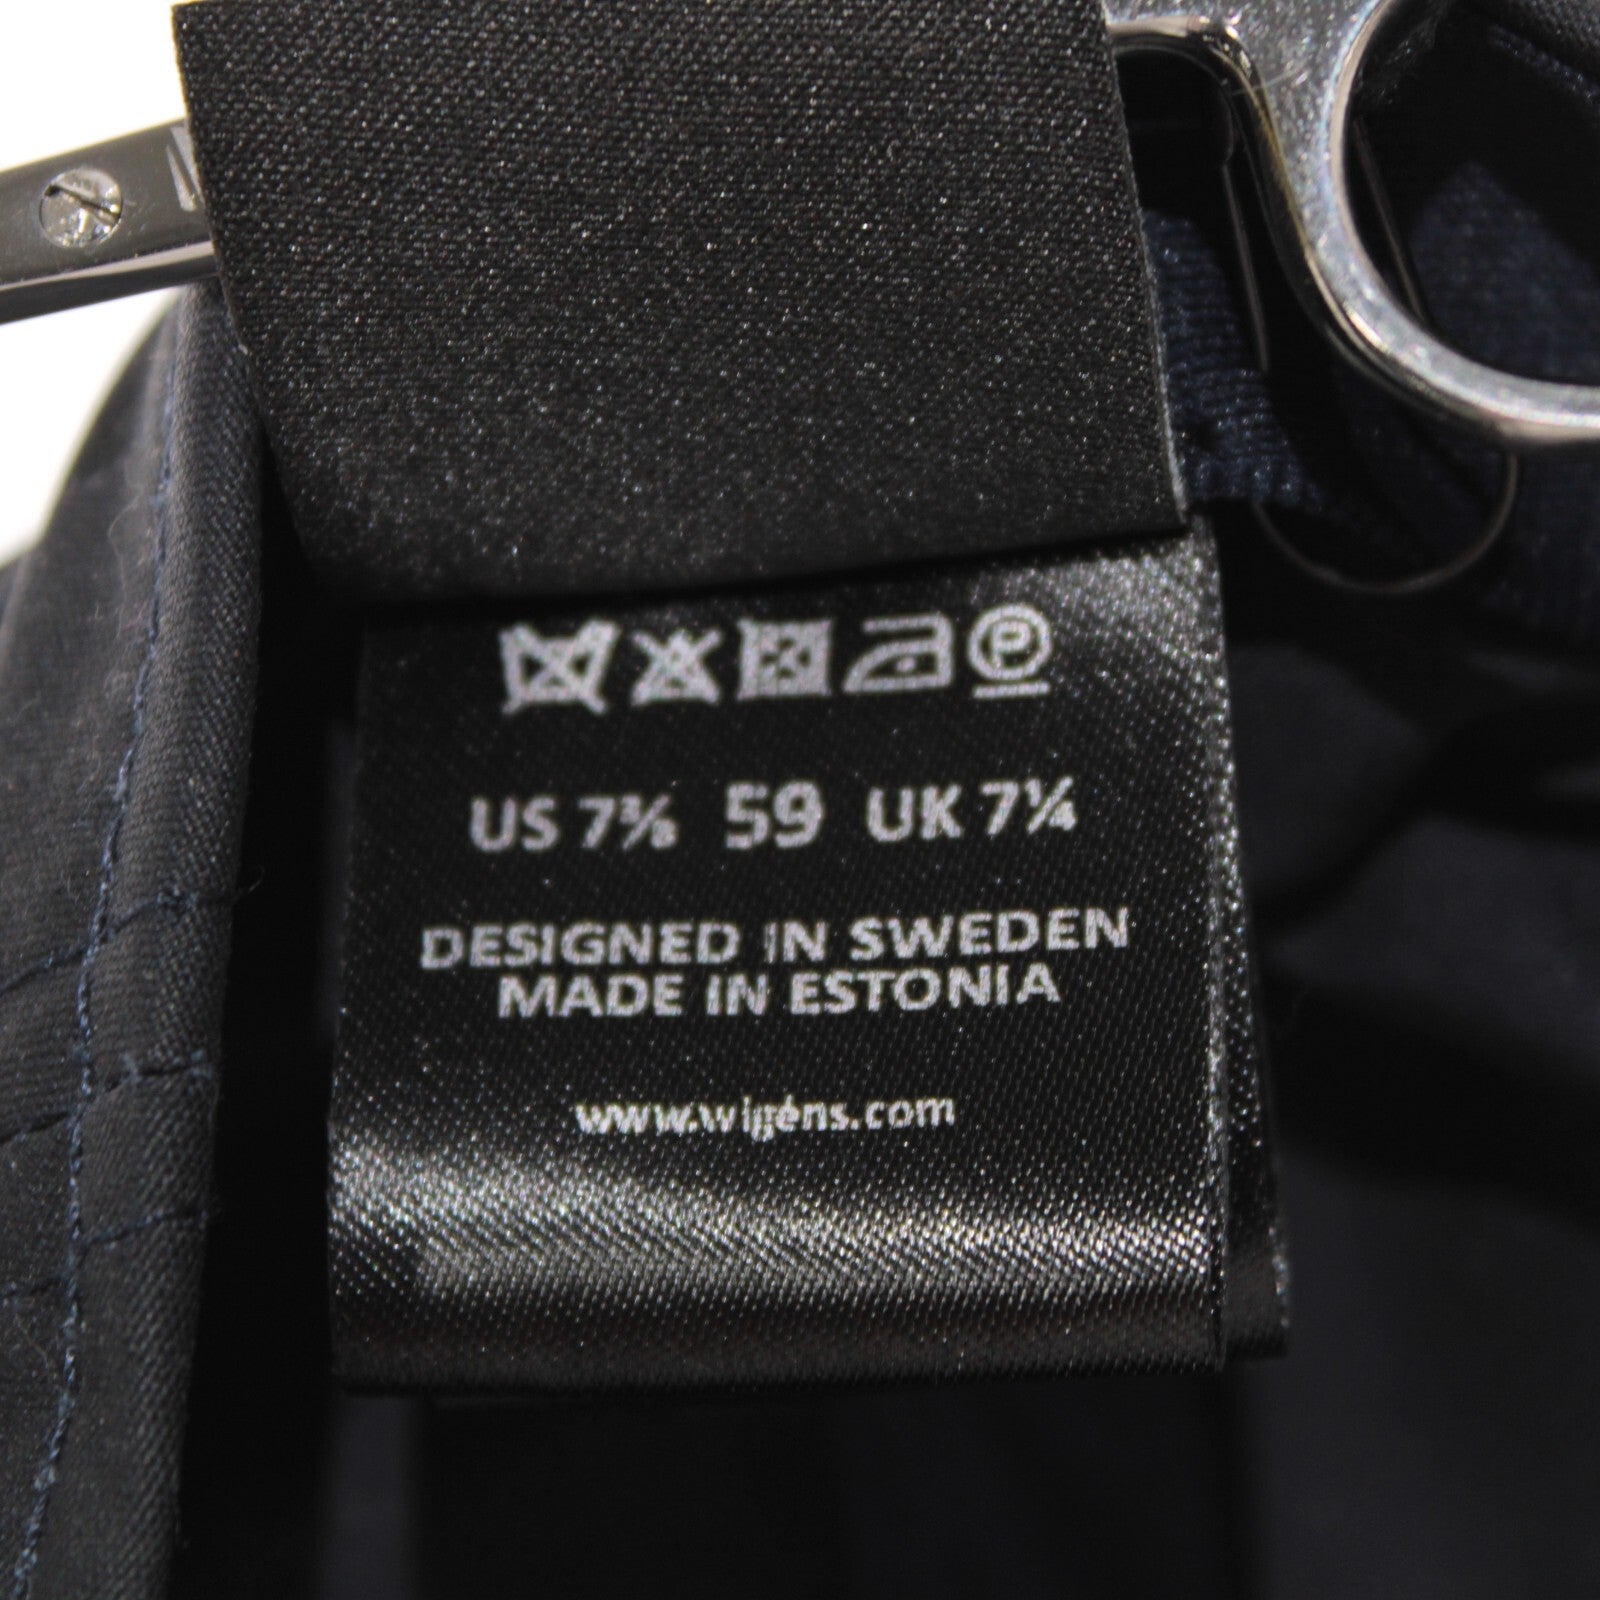 US 7⅜ 59 UK 7¼
DESIGNED IN SWEDEN
MADE IN ESTONIA
www.wigens.com